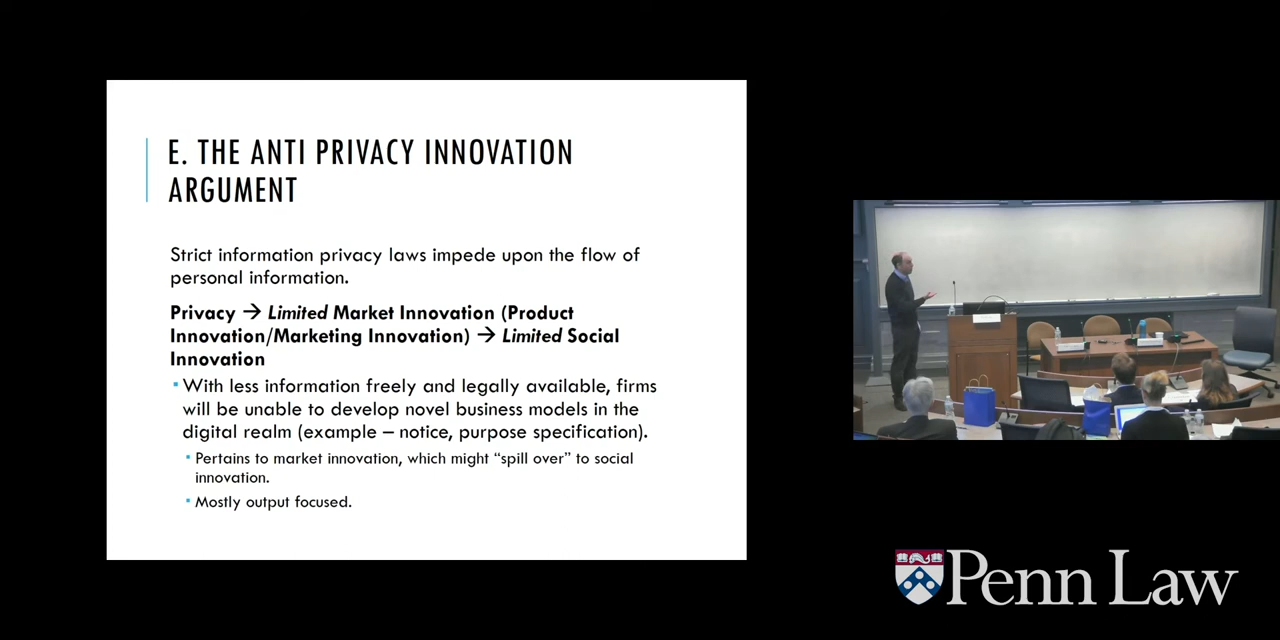 E. THE ANTI PRIVACY INNOVATION
ARGUMENT
Strict information privacy laws impede upon the flow of
personal information.
Privacy → Limited Market Innovation (Product
Innovation/Marketing Innovation) → Limited Social
Innovation
▪ With less information freely and legally available, firms
will be unable to develop novel business models in the
digital realm (example – notice, purpose specification).
▪ Pertains to market innovation, which might “spill over” to social
innovation.
▪ Mostly output focused.
Penn Law